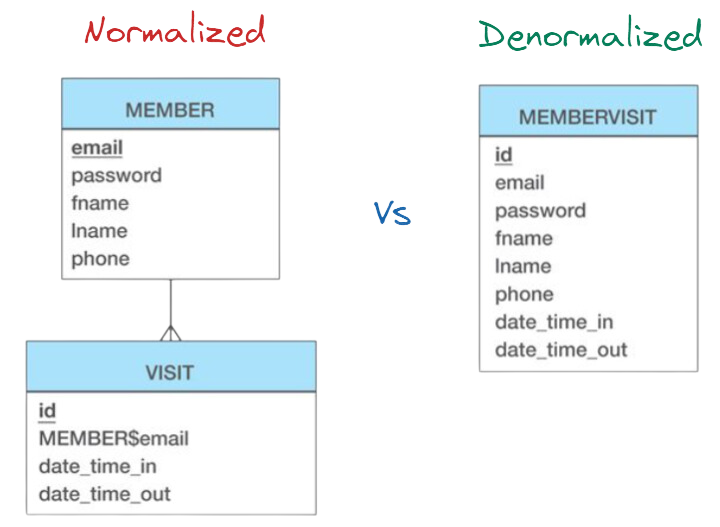 Normalized
MEMBER
email
password
fname
lname
phone
VISIT
id
MEMBER$email
date_time_in
date_time_out
Vs
Denormalized
MEMBERVISIT
id
email
password
fname
lname
phone
date_time_in
date_time_out